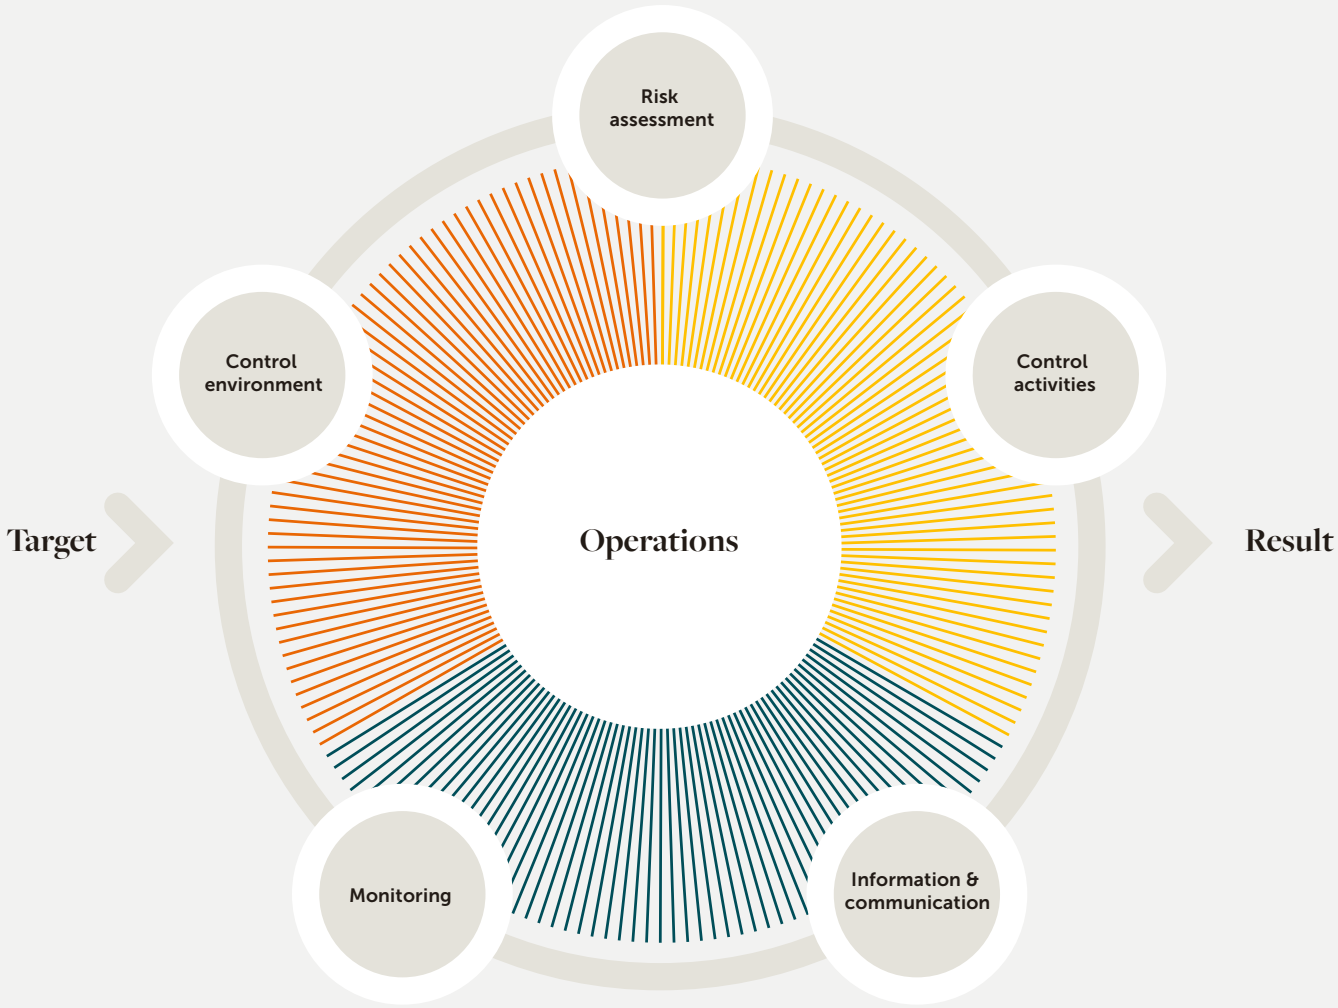 Risk
assessment
Control
environment
Control
activities
Target
Operations
Result
Monitoring
Information &
communication